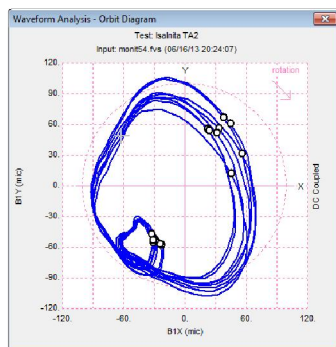 Waveform Analysis - Orbit Diagram
Test: Isalnita TA2
Input: manit54.fvs (06/16/13 20:24:07)
120
Y
rotation
90
60
30
B1Y (mic)
0.
X
DC Coupled
-30
-60
-90
-120.
-120.
-60
0.
60
120
B1X (mic)